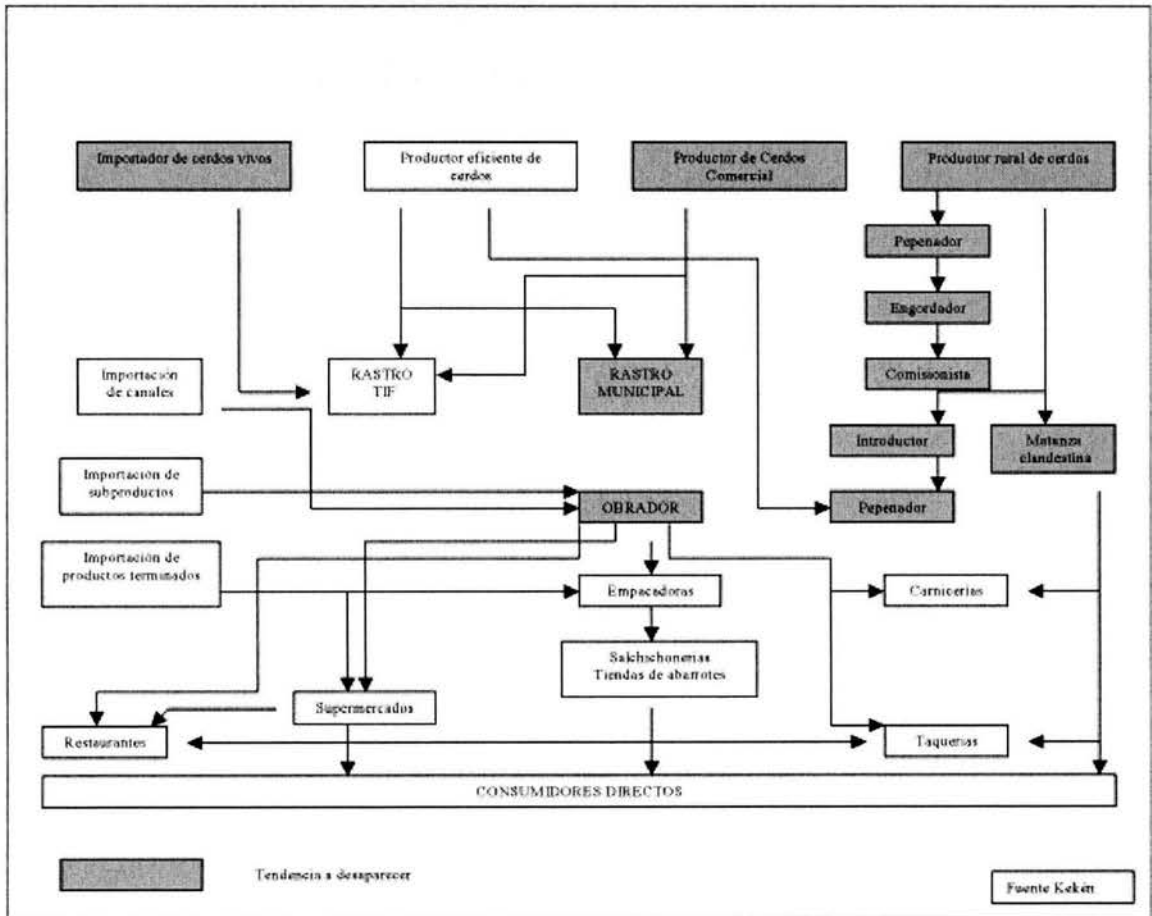 Importador de cerdos vivos
Productor eficiente de
cerdos
Productor de Cerdos
Comercial
Productor rural de cerdos
Pepenador
Engordador
Comissionista
Importación
de canales
RASTRO
TIF
RASTRO
MUNICIPAL
Introductor
Matanza
clandestina
Importación de
subproductos
OBRADOR
Pepenador
Importación de
productos terminados
Empacadoras
Carnicerías
Salchichonerías
Tiendas de abarrotes
Supermercados
Restaurantes
Taquerías
CONSUMIDORES DIRECTOS
Tendencia a desaparecer
Fuente Kekén